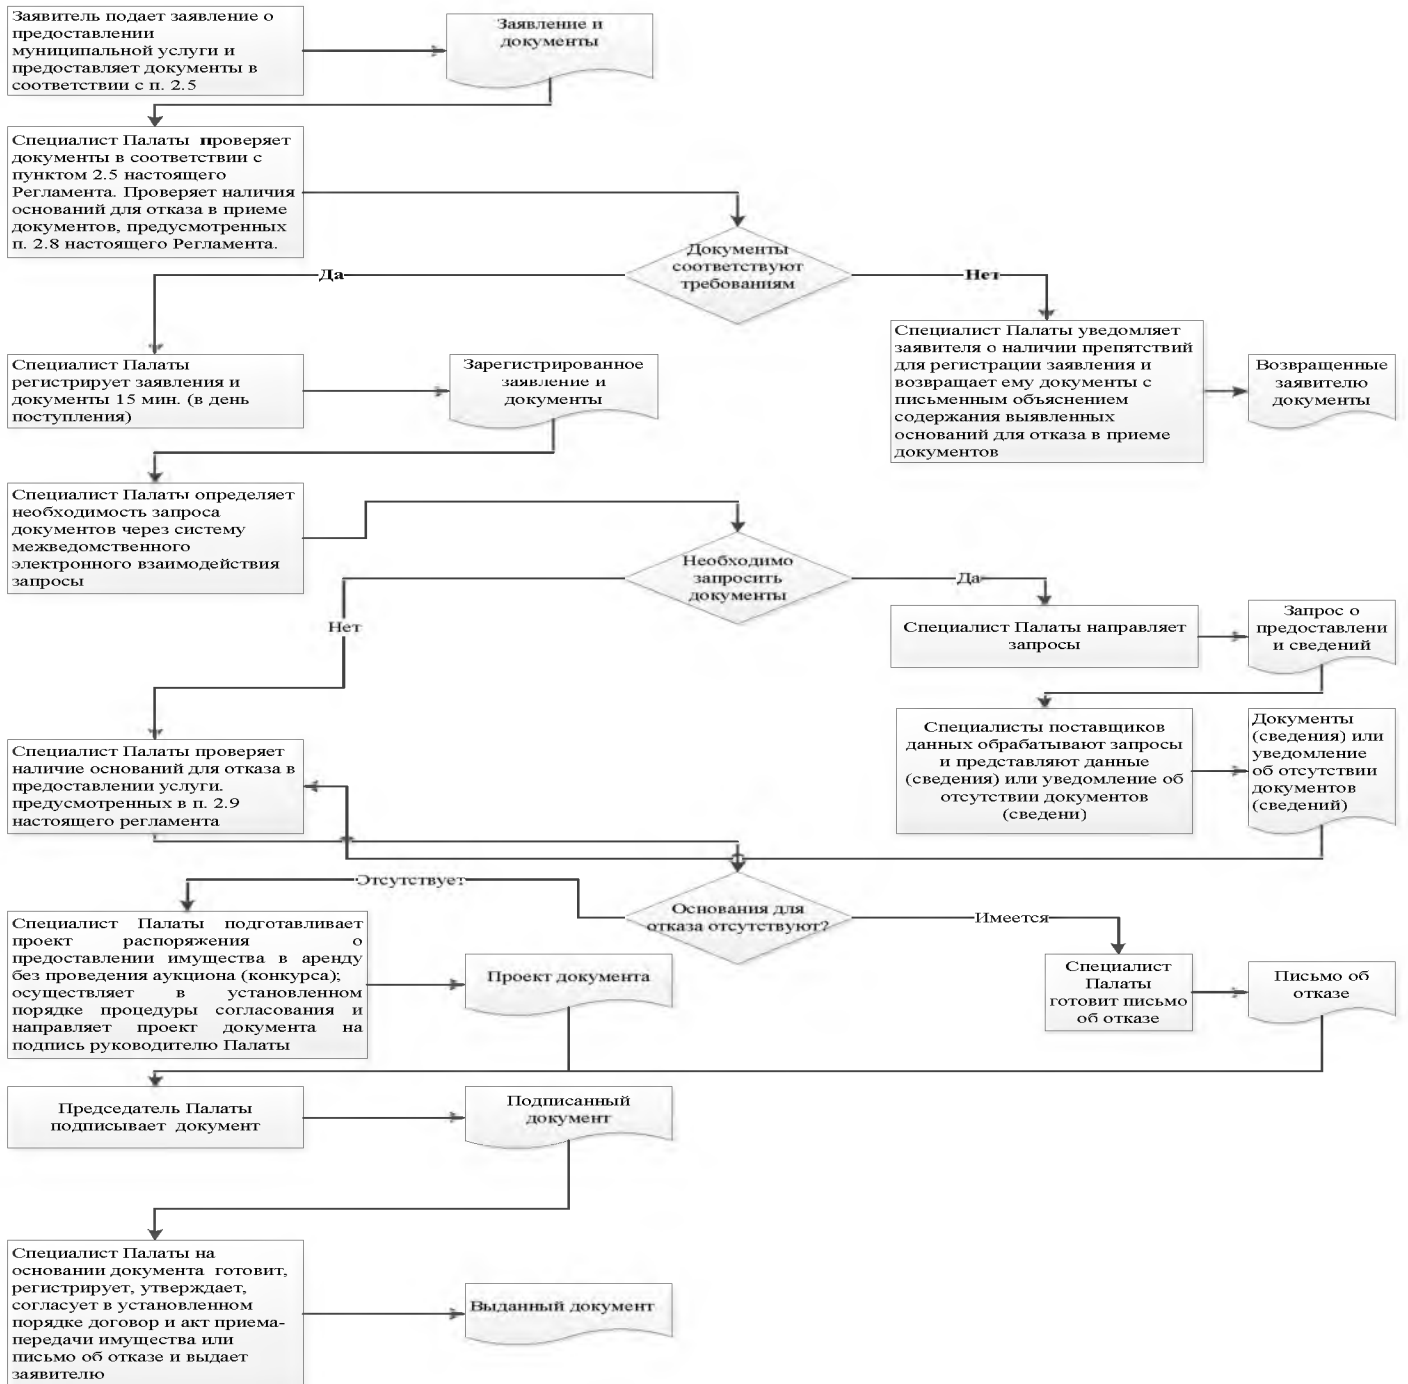 Заявитель подает заявление о
предоставлении
муниципальной услуги и
предоставляет документы в
соответствии с п. 2.5
Заявление и
документы
Специалист Палаты проверяет
документы в соответствии с
пунктом 2.5 настоящего
Регламента. Проверяет наличия
оснований для отказа в приеме
документов, предусмотренных
п. 2.8 настоящего Регламента.
Документы
соответствуют
требованиям
Да
Нет
Специалист Палаты
регистрирует заявления и
документы 15 мин. (в день
поступления)
Зарегистрированное
заявление и
документы
Специалист Палаты уведомляет
заявителя о наличии препятствий
для регистрации заявления и
возвращает ему документы с
письменным объяснением
содержания выявленных
оснований для отказа в приеме
документов
Возвращенные
заявителю
документы
Специалист Палаты определяет
необходимость запроса
документов через систему
межведомственного
электронного взаимодействия
запросы
Необходимо
запросить
документы
Да
Нет
Специалист Палаты направляет
запросы
Запрос о
предоставлени
и сведений
Специалисты поставщиков
данных обрабатывают запросы
и представляют данные
(сведения) или уведомление об
отсутствии документов
(сведени)
Документы
(сведения) или
уведомление
об отсутствии
документов
(сведений)
Специалист Палаты проверяет
наличие оснований для отказа в
предоставлении услуги.
предусмотренных в п. 2.9
настоящего регламента
Отсутствует
Основания для
отказа отсутствуют?
Имеется
Специалист Палаты подготавливает
проект распоряжения о
предоставлении имущества в аренду
без проведения аукциона (конкурса);
осуществляет в установленном
порядке процедуры согласования и
направляет проект документа на
подпись руководителю Палаты
Проект документа
Специалист
Палаты
готовит письмо
об отказе
Письмо об
отказе
Председатель Палаты
подписывает документ
Подписанный
документ
Специалист Палаты на
основании документа готовит,
регистрирует, утверждает,
согласует в установленном
порядке договор и акт приема-
передачи имущества или
письмо об отказе и выдает
заявителю
Выданный документ